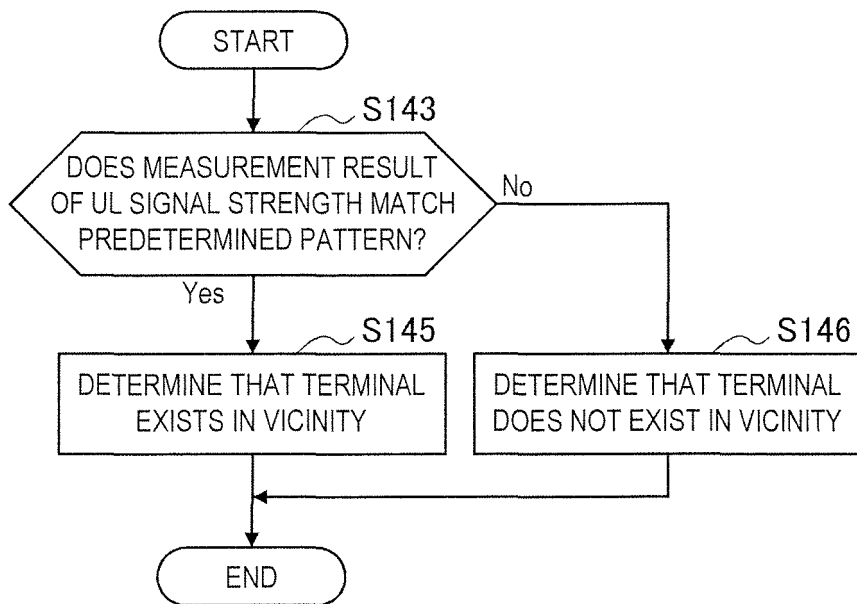 START
S143
DOES MEASUREMENT RESULT
OF UL SIGNAL STRENGTH MATCH
PREDETERMINED PATTERN?
No
Yes
S145
DETERMINE THAT TERMINAL
EXISTS IN VICINITY
S146
DETERMINE THAT TERMINAL
DOES NOT EXIST IN VICINITY
END